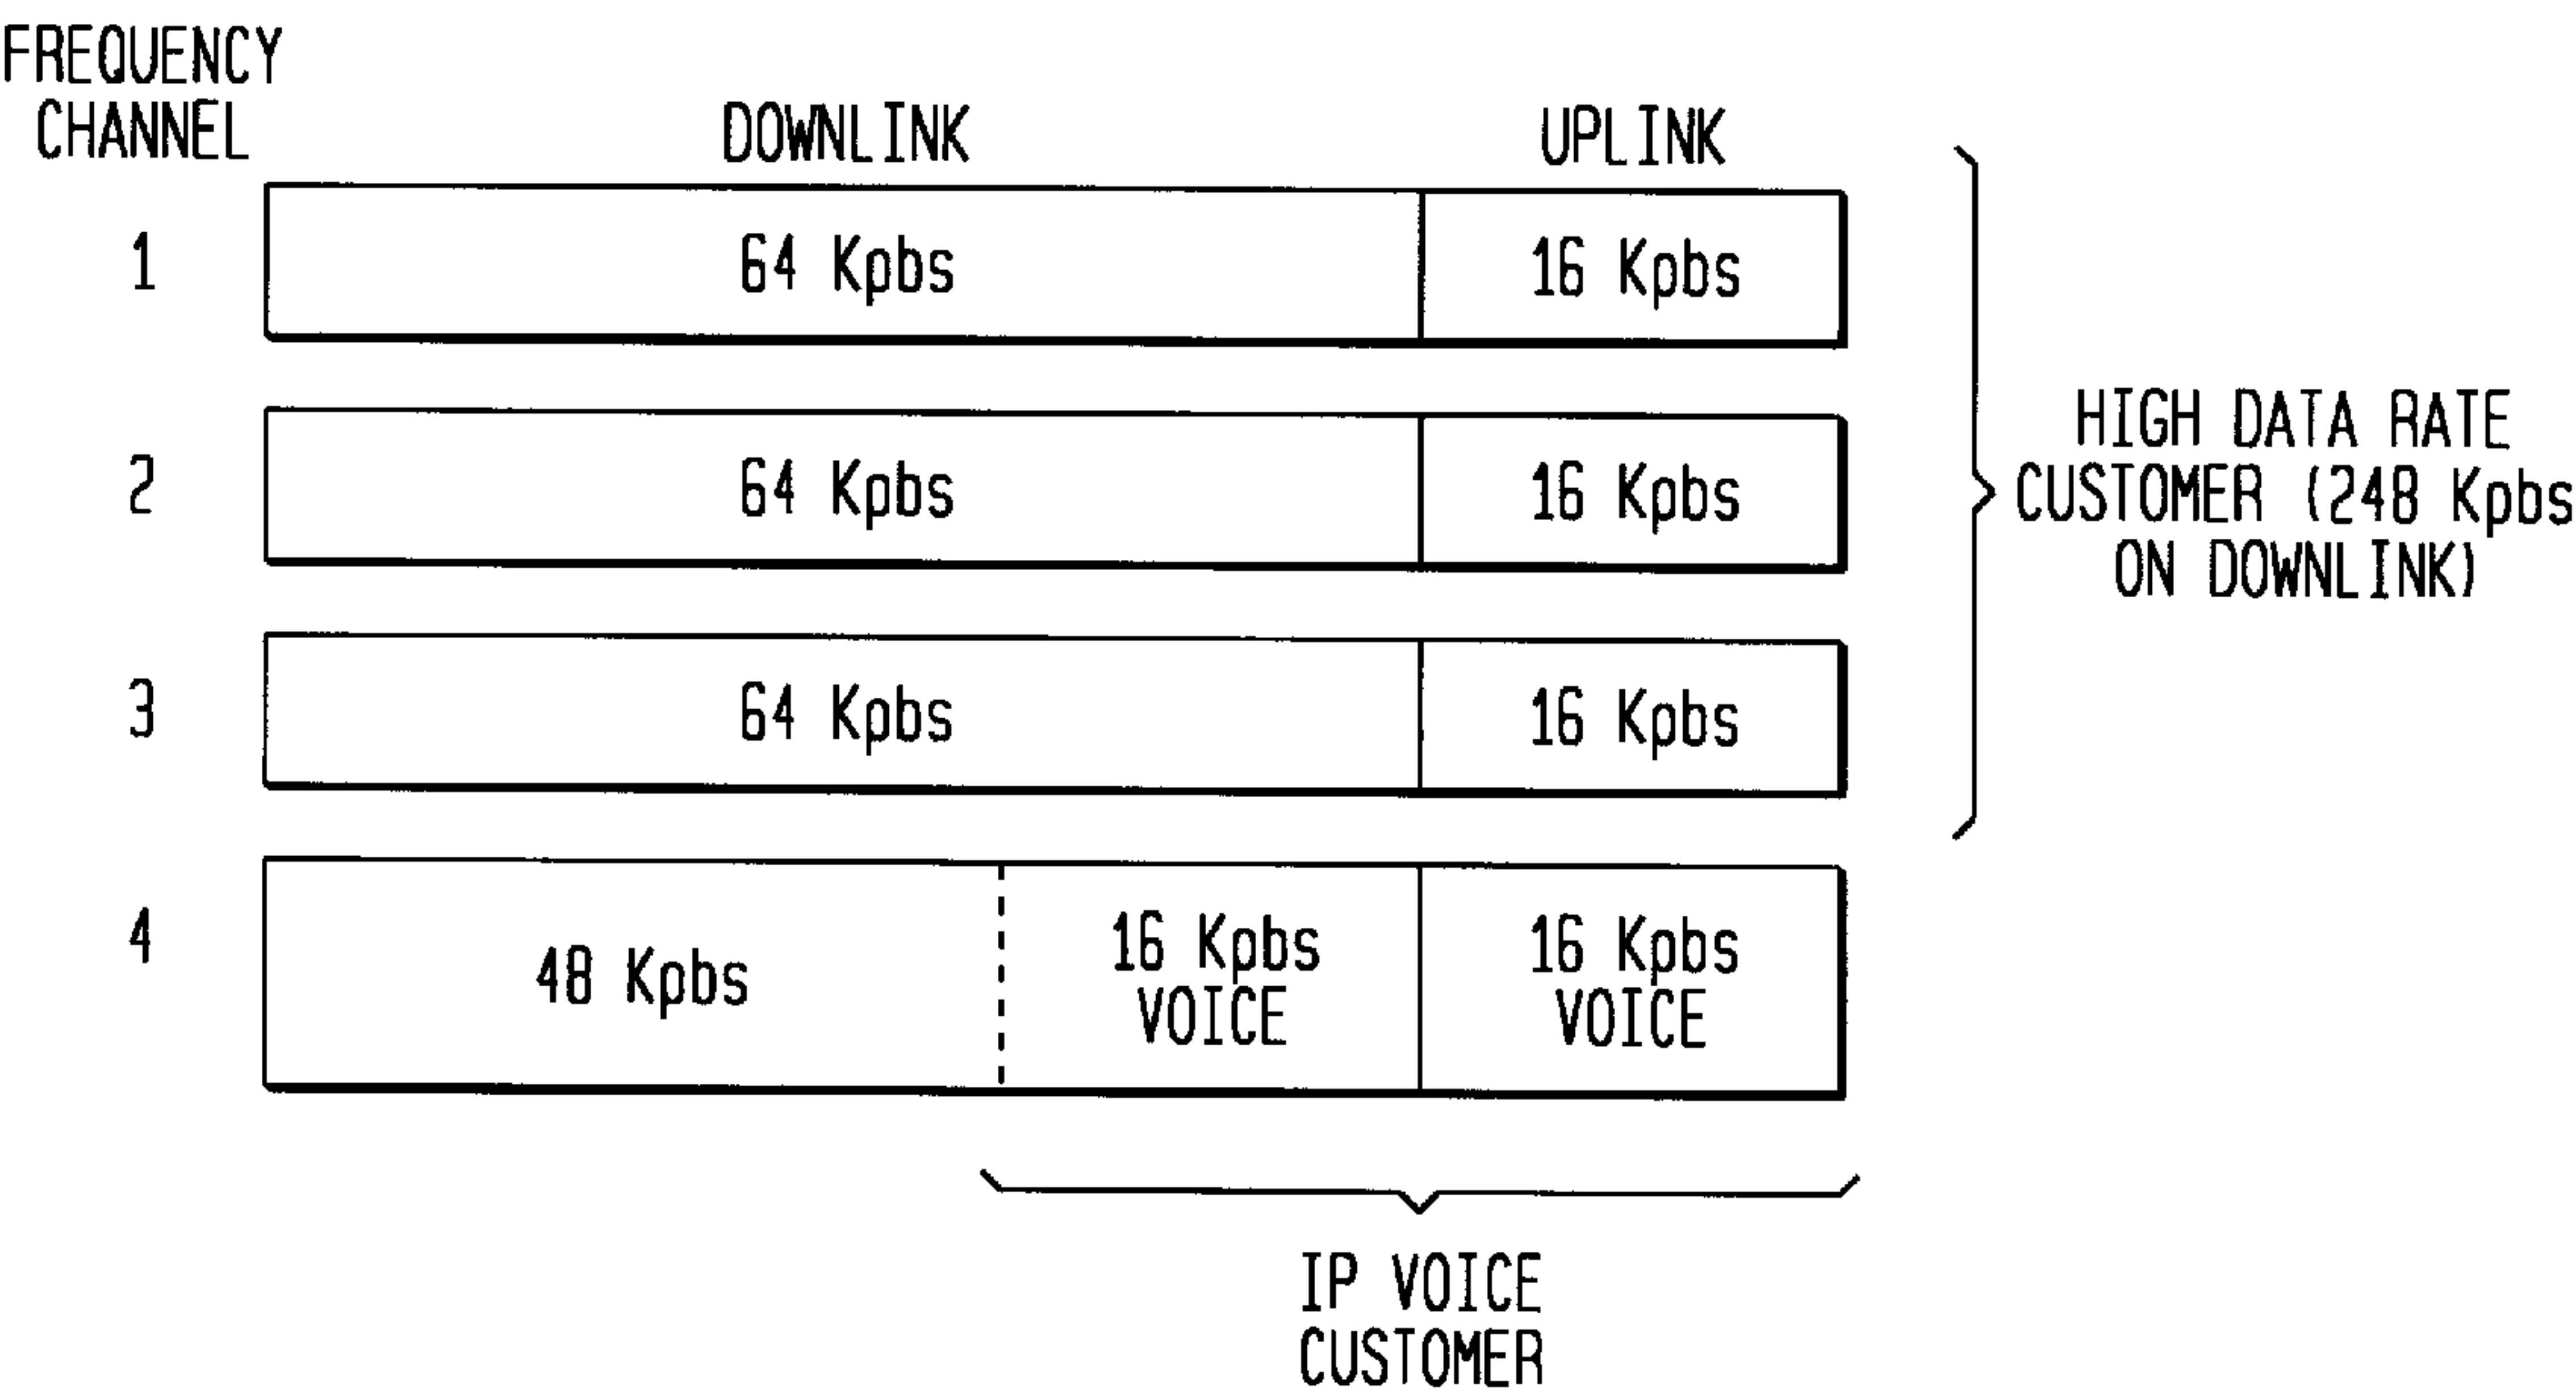 FREQUENCY
CHANNEL
DOWNLINK
UPLINK
1
64 Kpbs
16 Kpbs
2
64 Kpbs
16 Kpbs
3
64 Kpbs
16 Kpbs
HIGH DATA RATE
CUSTOMER (248 Kpbs
ON DOWNLINK)
4
48 Kpbs
16 Kpbs
VOICE
16 Kpbs
VOICE
IP VOICE
CUSTOMER